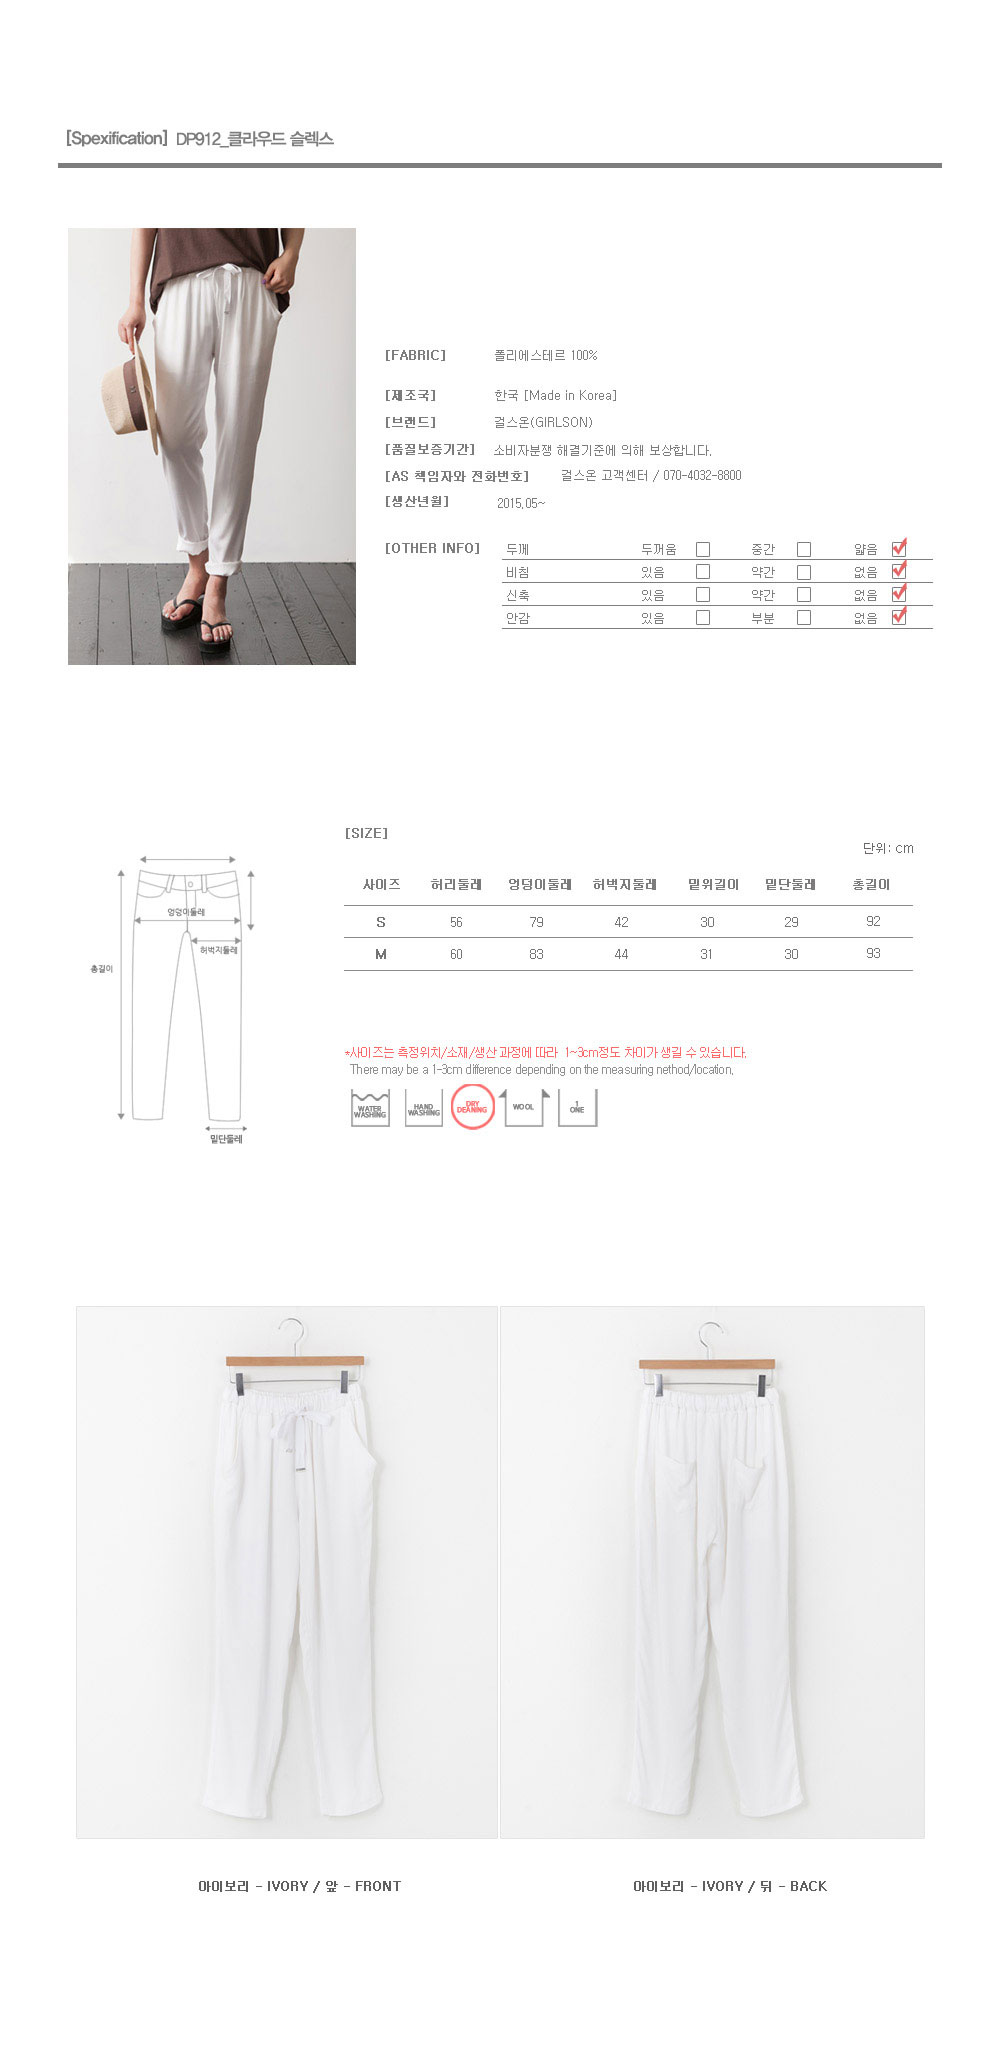 [Spexification] DP912_클라우드 슬렉스
[FABRIC] 폴리에스테르 100%
[제조국] 한국 [Made in Korea]
[브랜드] 걸스온(GIRLSON)
[품질보증기간] 소비자분쟁 해결기준에 의해 보상합니다.
[AS 책임자와 전화번호] 걸스온 고객센터 / 070-4032-8800
[생산년월] 2015.05~
[OTHER INFO] 두께 두꺼움 중간 얇음
비침 있음 약간 없음
신축 있음 약간 없음
안감 있음 부분 없음
[SIZE]
단위: cm
사이즈 허리둘레 엉덩이둘레 허벅지둘레 밑위길이 밑단둘레 총길이
S 56 79 42 30 29 92
M 60 83 44 31 30 93
엉덩이둘레
허벅지둘레
총길이
밑단둘레
*사이즈는 측정위치/소재/생산 과정에 따라 1~3cm정도 차이가 생길 수 있습니다.
There may be a 1-3cm difference depending on the measuring nethod/location.
WATER WASHING
HAND WASHING
DRY DEANING
WOOL
1 ONE
아이보리 - IVORY / 앞 - FRONT
아이보리 - IVORY / 뒤 - BACK